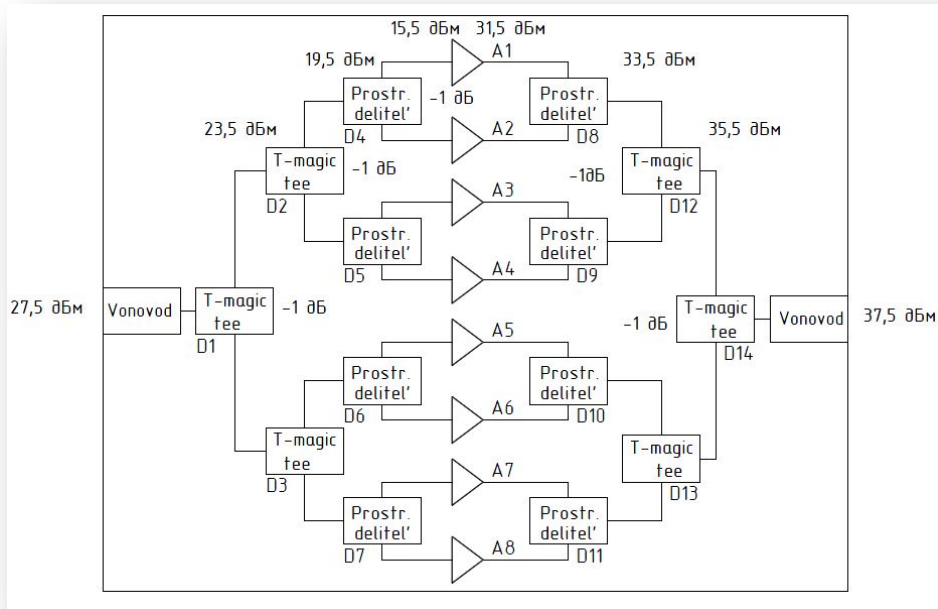 15,5 дБм 31,5 дБм
A1
19,5 дБм
33,5 дБм
Prostr.
delitel'
D4
-1 дБ
A2
Prostr.
delitel'
D8
23,5 дБм
35,5 дБм
T-magic
tee
D2
-1 дБ
A3
-1дБ
T-magic
tee
D12
Prostr.
delitel'
D5
A4
Prostr.
delitel'
D9
27,5 дБм
Vonovod
T-magic
tee
D1
-1 дБ
A5
-1 дБ
T-magic
tee
D14
Vonovod
37,5 дБм
Prostr.
delitel'
D6
A6
Prostr.
delitel'
D10
T-magic
tee
D3
A7
T-magic
tee
D13
Prostr.
delitel'
D7
A8
Prostr.
delitel'
D11